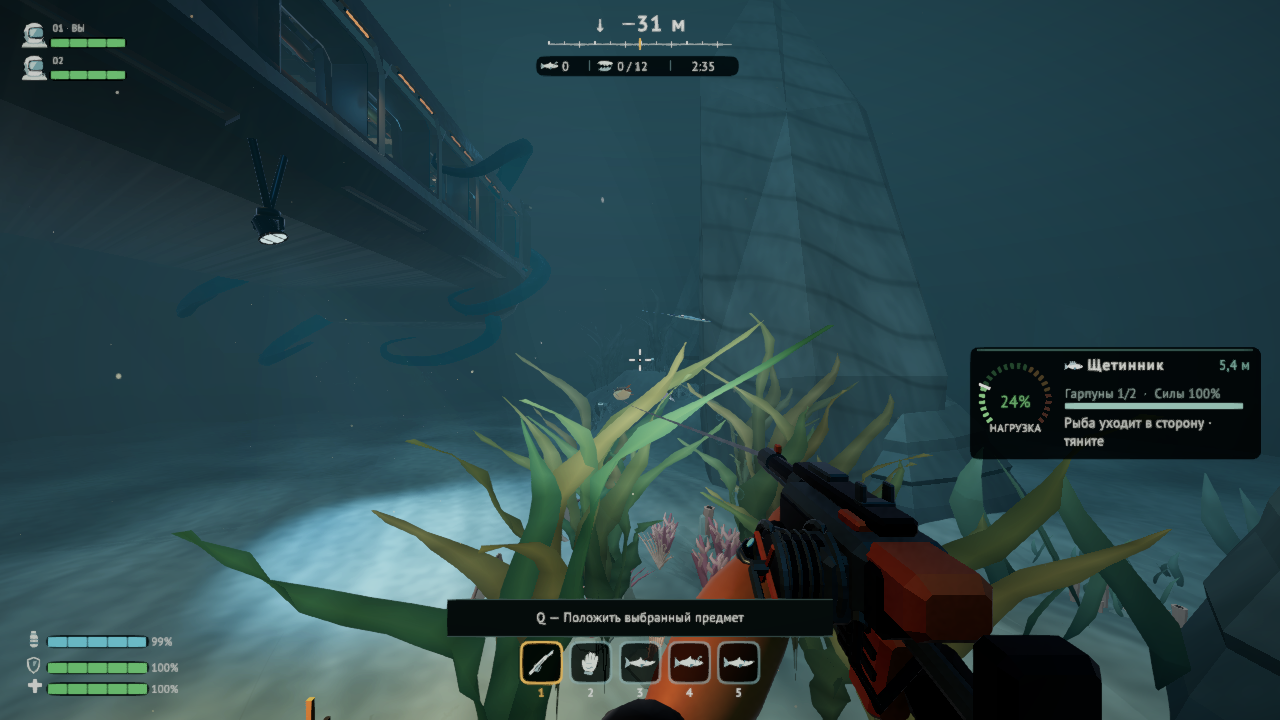 01 · ВЫ
02
↓ −31 м
0 | 0/12 | 2:35
Щетинник 5,4 м
Гарпуны 1/2 · Силы 100%
24%
НАГРУЗКА
Рыба уходит в сторону ·
тяните
Q — Положить выбранный предмет
99%
100%
100%
1 2 3 4 5